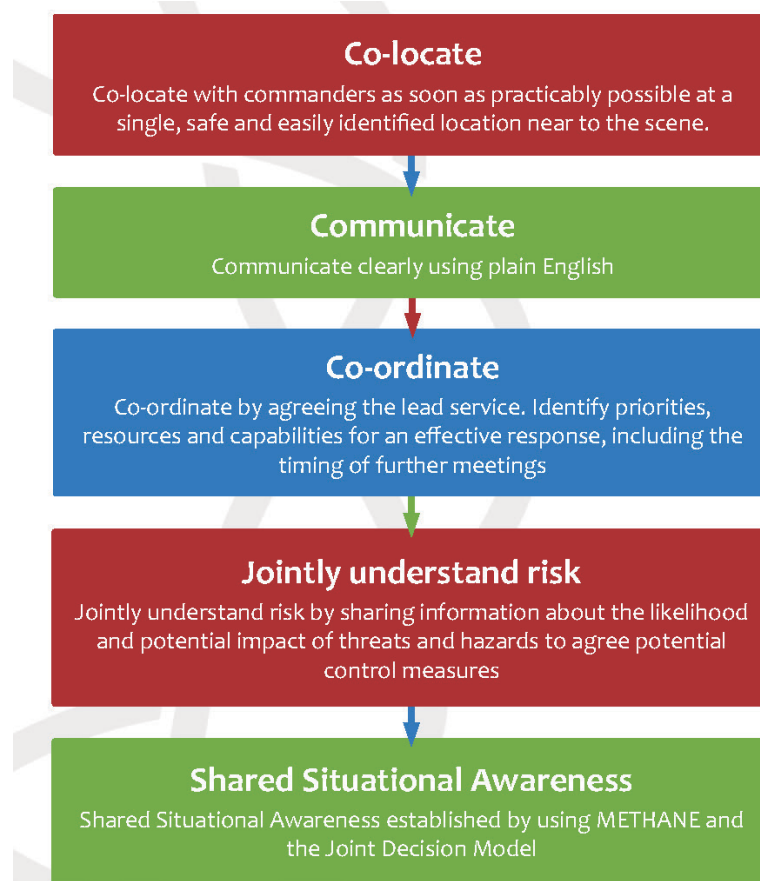 Co-locate
Co-locate with commanders as soon as practicably possible at a
single, safe and easily identified location near to the scene.
Communicate
Communicate clearly using plain English
Co-ordinate
Co-ordinate by agreeing the lead service. Identify priorities,
resources and capabilities for an effective response, including the
timing of further meetings
Jointly understand risk
Jointly understand risk by sharing information about the likelihood
and potential impact of threats and hazards to agree potential
control measures
Shared Situational Awareness
Shared Situational Awareness established by using METHANE and
the Joint Decision Model